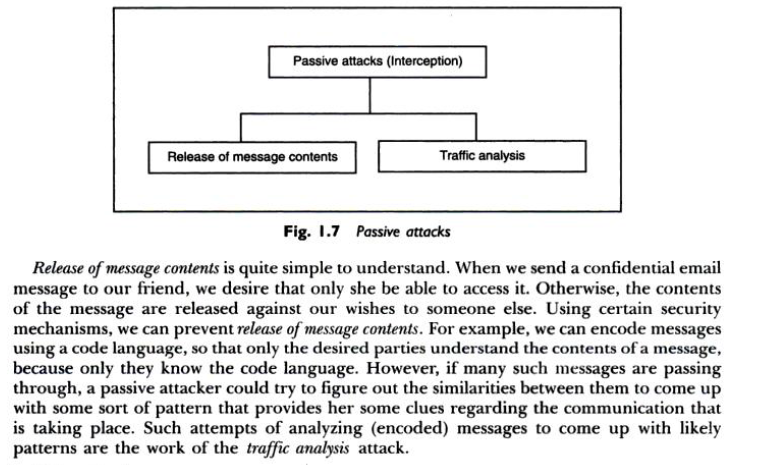 Passive attacks (Interception)
Release of message contents
Traffic analysis
Fig. 1.7 Passive attacks
Release of message contents is quite simple to understand. When we send a confidential email
message to our friend, we desire that only she be able to access it. Otherwise, the contents
of the message are released against our wishes to someone else. Using certain security
mechanisms, we can prevent release of message contents. For example, we can encode messages
using a code language, so that only the desired parties understand the contents of a message,
because only they know the code language. However, if many such messages are passing
through, a passive attacker could try to figure out the similarities between them to come up
with some sort of pattern that provides her some clues regarding the communication that
is taking place. Such attempts of analyzing (encoded) messages to come up with likely
patterns are the work of the traffic analysis attack.